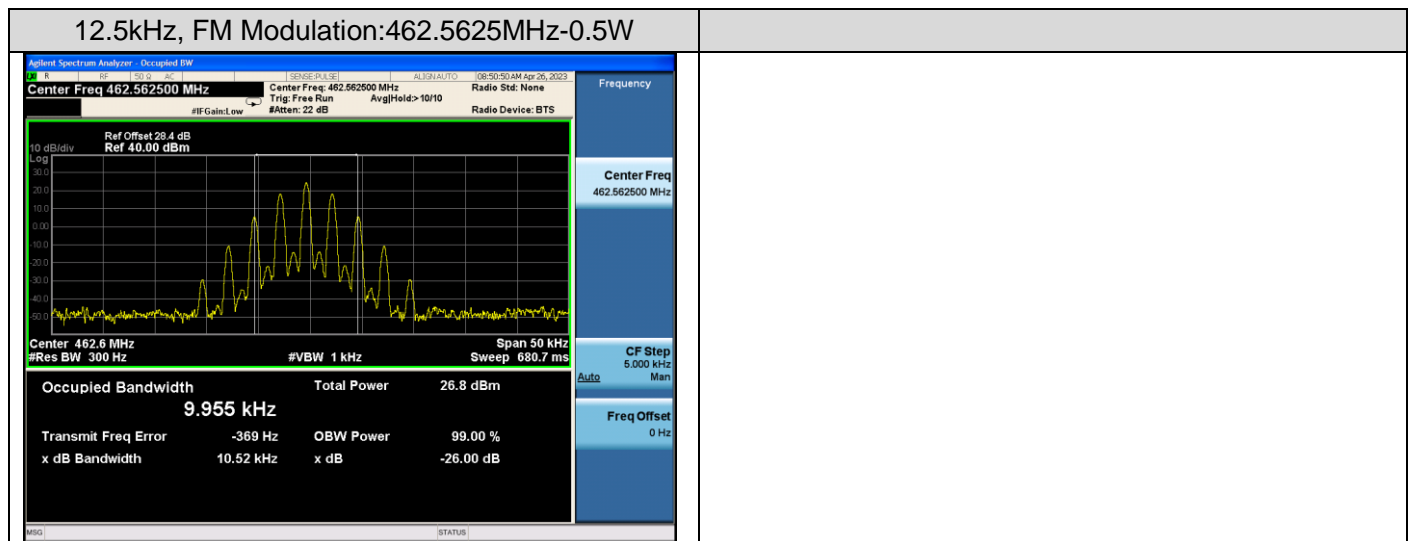 12.5kHz, FM Modulation:462.5625MHz-0.5W
Agilent Spectrum Analyzer - Occupied BW
R RF 50 Ω AC SENSE:PULSE ALIGNAUTO 08:50:50 AM Apr 26, 2023
Center Freq 462.562500 MHz
Center Freq: 462.562500 MHz Radio Std: None
Trig: Free Run Avg|Hold:>10/10
#IFGain:Low #Atten: 22 dB Radio Device: BTS
Frequency
Ref Offset 28.4 dB
10 dB/div Ref 40.00 dBm
Log
30.0
20.0
10.0
0.00
-10.0
-20.0
-30.0
-40.0
-50.0
Center 462.6 MHz Span 50 kHz
#Res BW 300 Hz #VBW 1 kHz Sweep 680.7 ms
Center Freq
462.562500 MHz
CF Step
5.000 kHz
Auto Man
Freq Offset
0 Hz
Occupied Bandwidth Total Power 26.8 dBm
9.955 kHz
Transmit Freq Error -369 Hz OBW Power 99.00 %
x dB Bandwidth 10.52 kHz x dB -26.00 dB
MSG STATUS